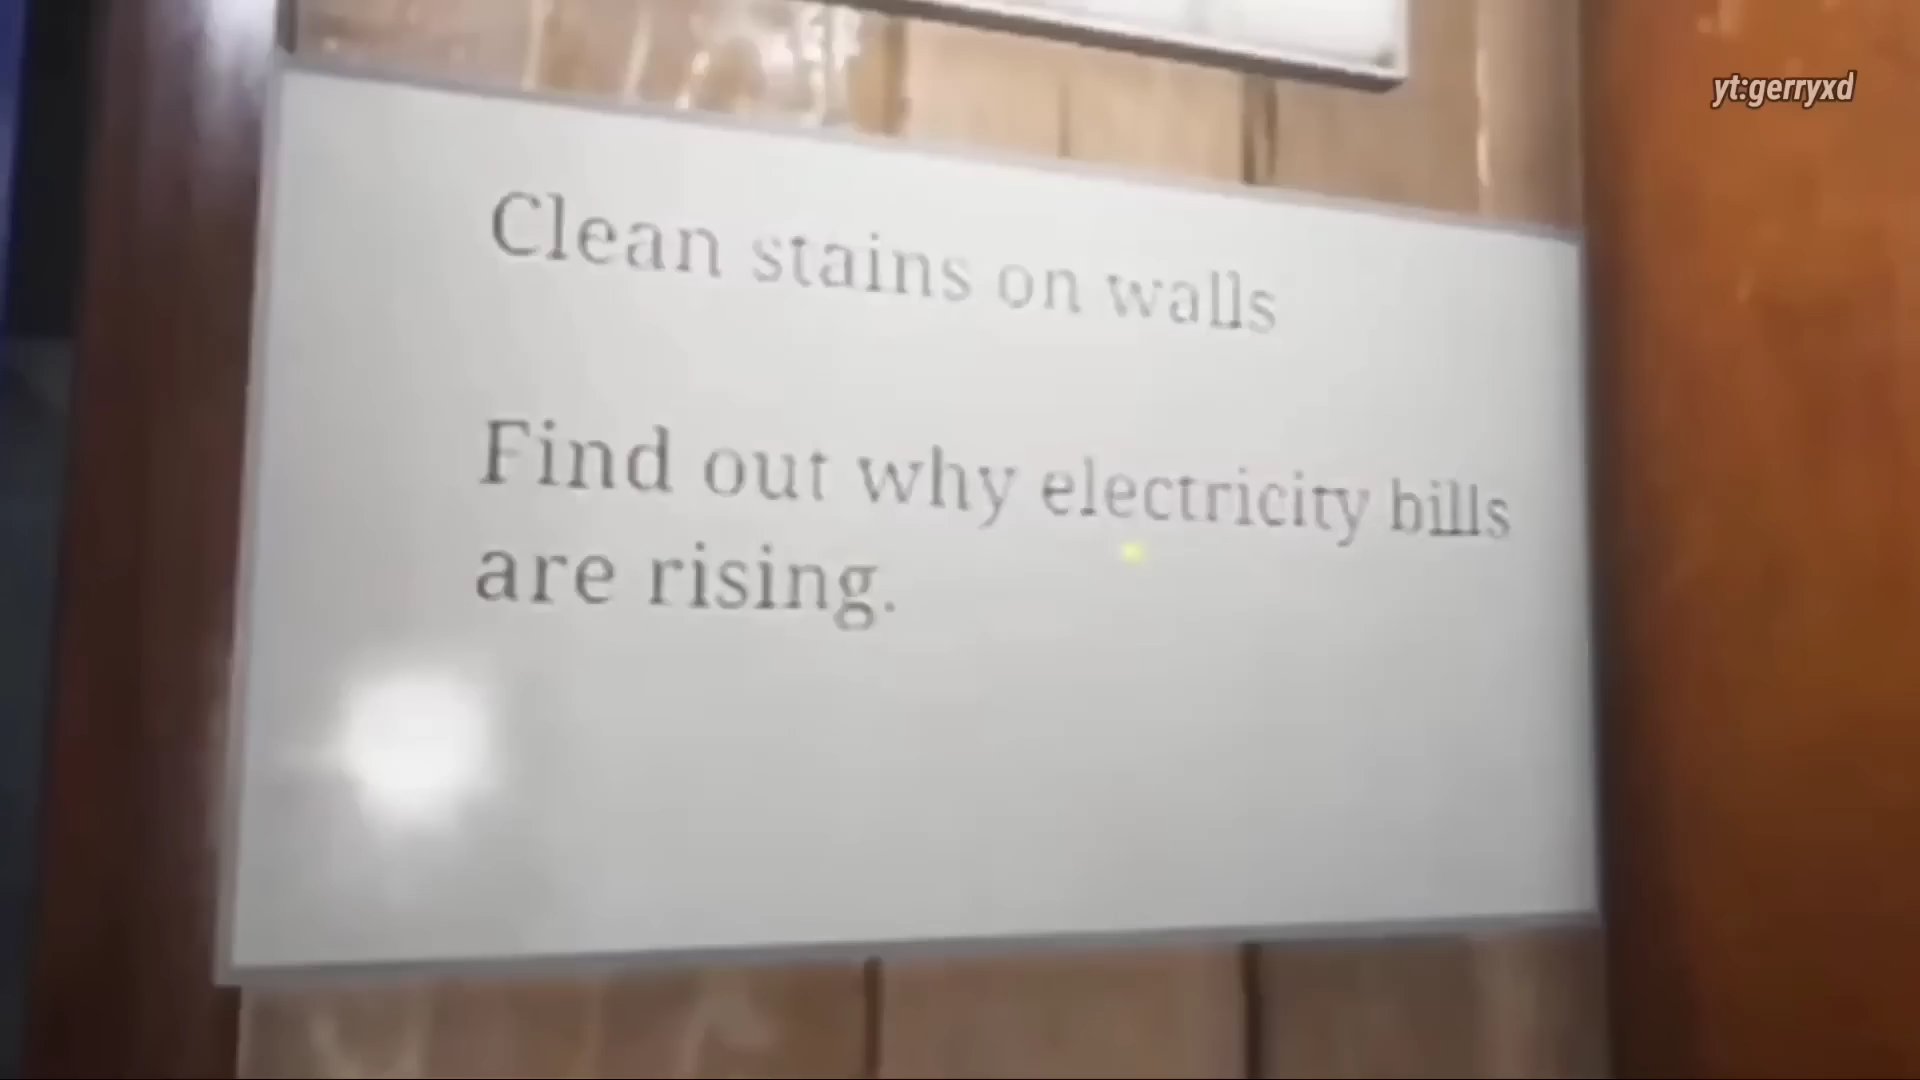 yt:gerryxd
Clean stains on walls
Find out why electricity bills
are rising.